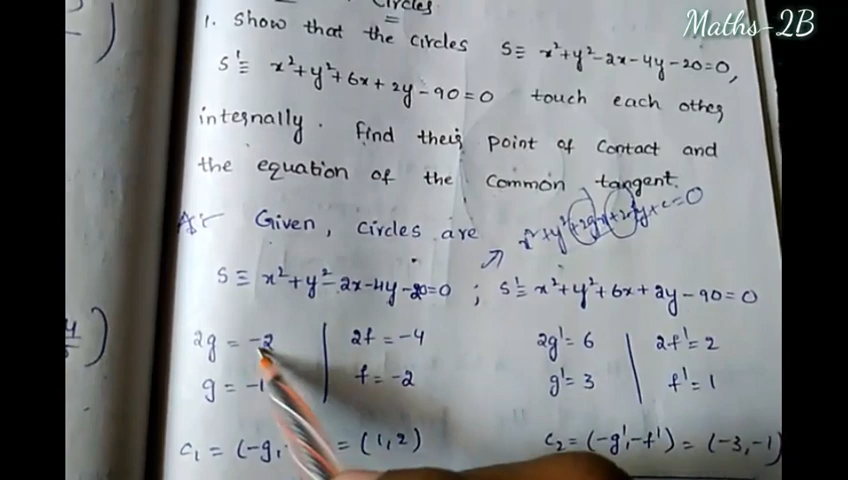 Circles
Maths-2B
1. Show that the circles S≡ x²+y²-2x-4y-20=0,
S'≡ x²+y²+6x+2y-90=0 touch each other
internally. Find their point of contact and
the equation of the common tangent.
Given, circles are x²+y²+2gx+2fy+c=0
S≡ x²+y²-2x-4y-20=0 ; S'≡ x²+y²+6x+2y-90=0
2g = -2 | 2f = -4 2g' = 6 | 2f' = 2
g = -1 | f = -2 g' = 3 | f' = 1
C₁ = (-g, = (1,2) C₂ = (-g',-f') = (-3,-1)